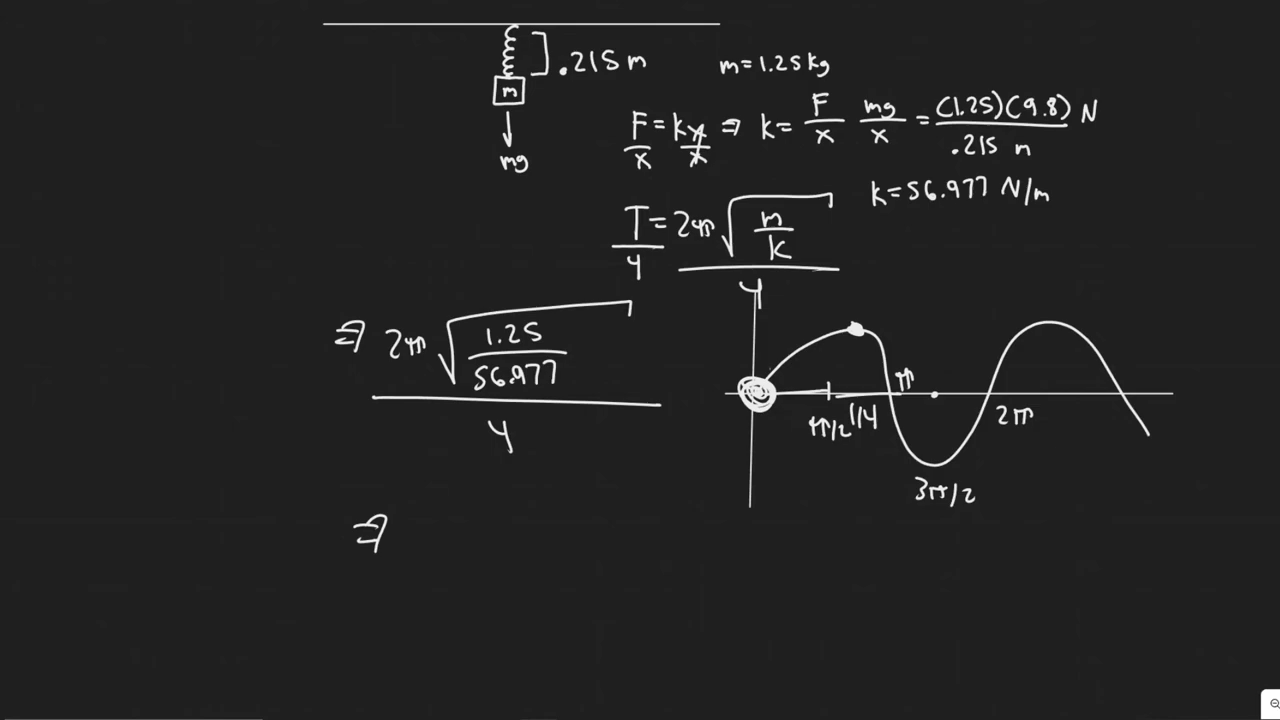 .215 m
m = 1.25 kg
m
mg
F/x = kx/x ⇒ k = F/x mg/x = (1.25)(9.8) N / .215 m
k = 56.977 N/m
T/4 = 2π√(m/k) / 4
⇒ 2π√(1.25/56.977) / 4
π
π/2 1/4
2π
3π/2
⇒